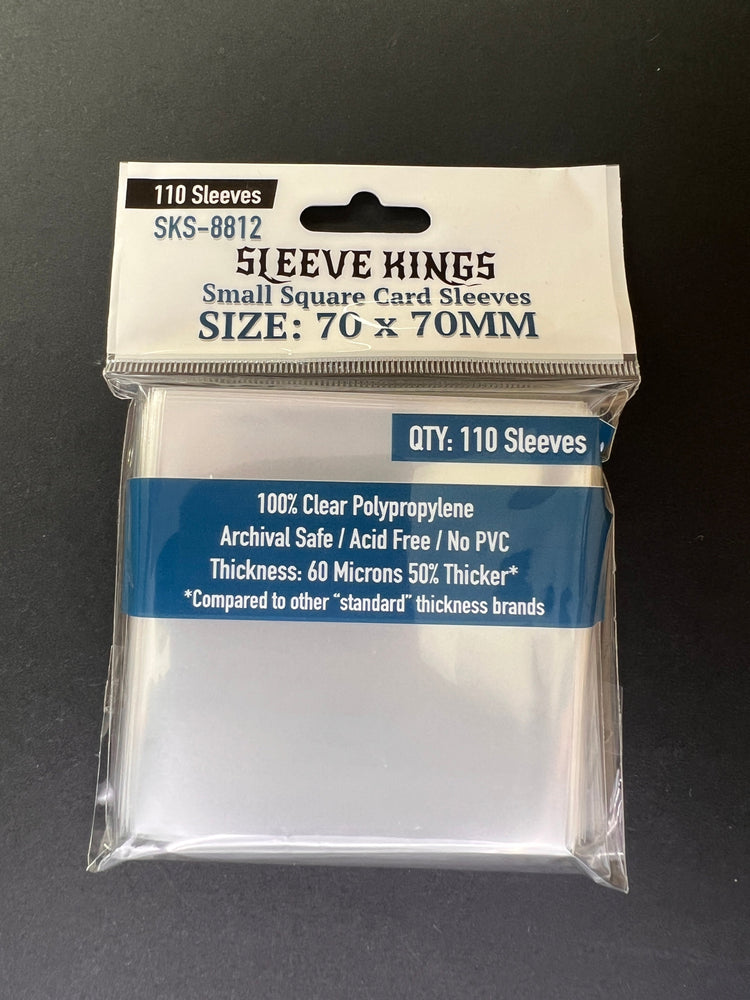 110 Sleeves
SKS-8812
SLEEVE KINGS
Small Square Card Sleeves
SIZE: 70 x 70MM
QTY: 110 Sleeves
100% Clear Polypropylene
Archival Safe / Acid Free / No PVC
Thickness: 60 Microns 50% Thicker*
*Compared to other “standard” thickness brands